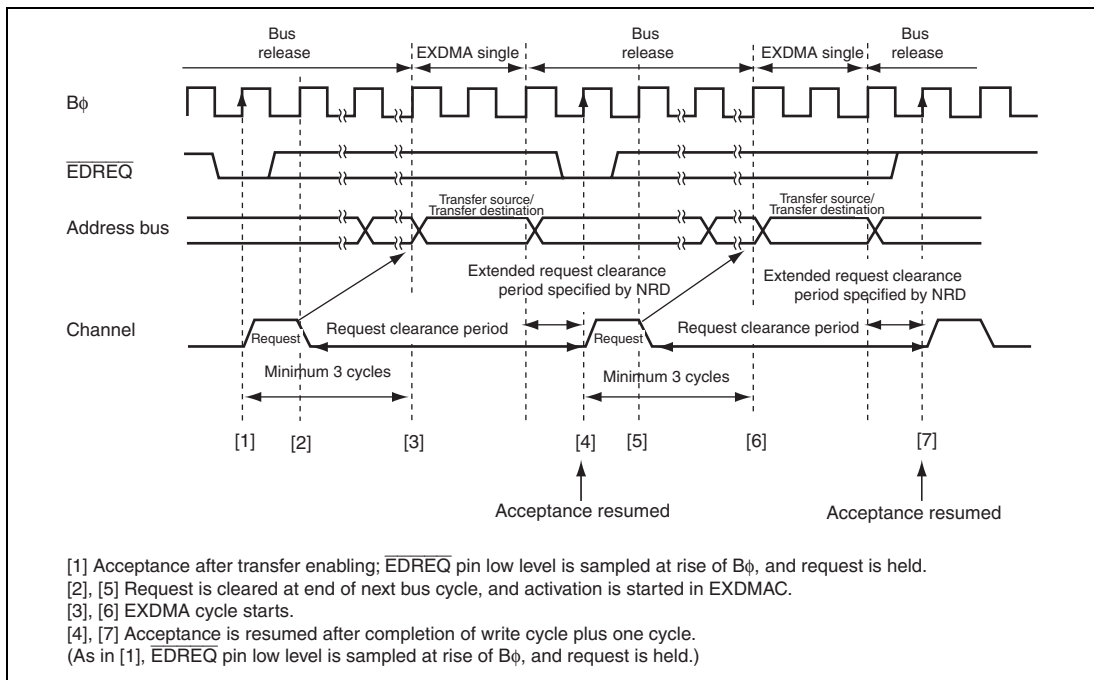 Bus release
EXDMA single
Bus release
EXDMA single
Bus release
Bφ
EDREQ
Transfer source/
Transfer destination
Transfer source/
Transfer destination
Address bus
Extended request clearance
period specified by NRD
Extended request clearance
period specified by NRD
Channel
Request
Request clearance period
Request
Request clearance period
Minimum 3 cycles
Minimum 3 cycles
[1] [2] [3] [4] [5] [6] [7]
Acceptance resumed
Acceptance resumed
[1] Acceptance after transfer enabling; EDREQ pin low level is sampled at rise of Bφ, and request is held.
[2], [5] Request is cleared at end of next bus cycle, and activation is started in EXDMAC.
[3], [6] EXDMA cycle starts.
[4], [7] Acceptance is resumed after completion of write cycle plus one cycle.
(As in [1], EDREQ pin low level is sampled at rise of Bφ, and request is held.)